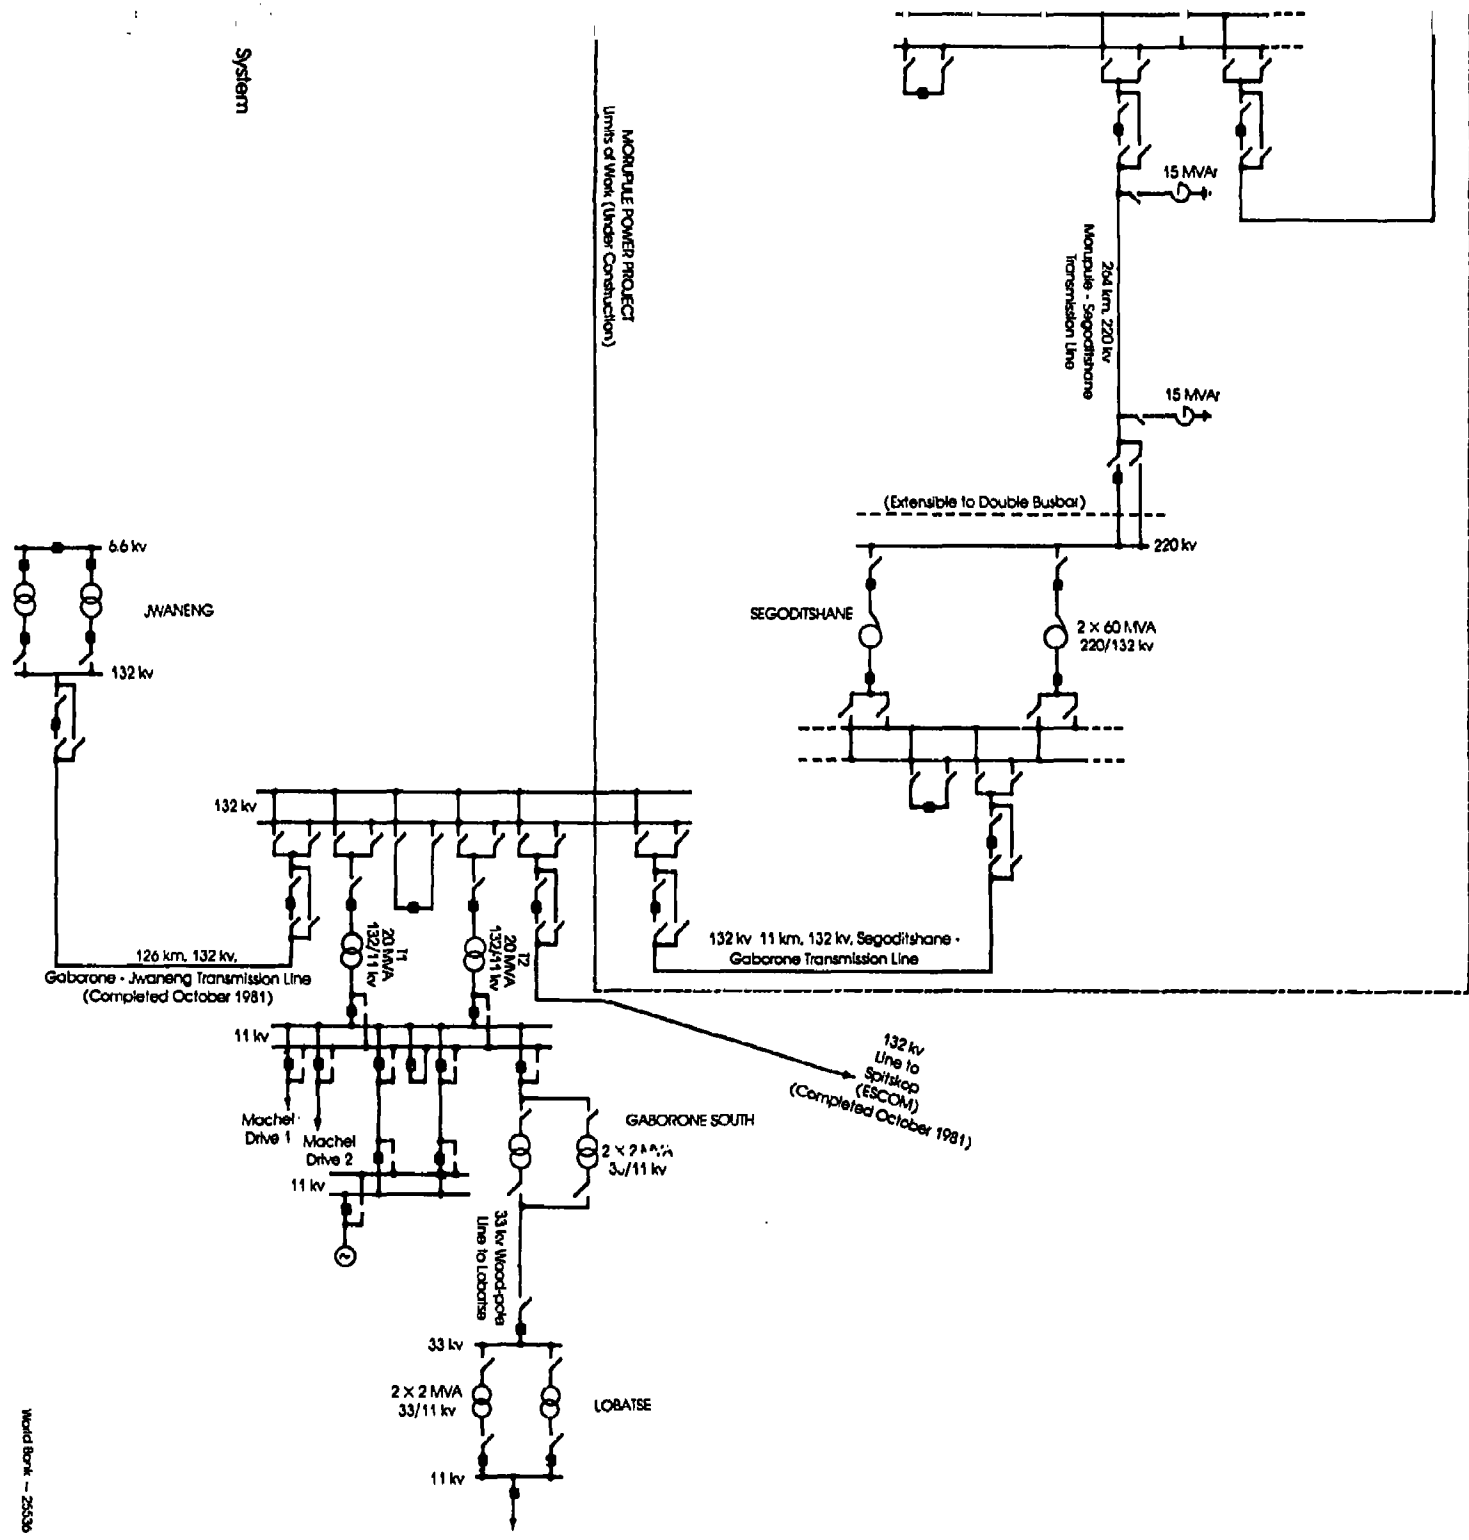 System
MORUPULE POWER PROJECT
Limits of Work (Under Construction)
15 MVAr
264 km, 220 kv
Morupule - Segoditshane
Transmission Line
15 MVAr
(Extensible to Double Busbar)
220 kv
6.6 kv
JWANENG
132 kv
SEGODITSHANE
2 X 60 MVA
220/132 kv
132 kv
126 km, 132 kv,
Gaborone - Jwaneng Transmission Line
(Completed October 1981)
T1
20 MVA
132/11 kv
T2
20 MVA
132/11 kv
132 kv 11 km, 132 kv, Segoditshane -
Gaborone Transmission Line
11 kv
132 kv
Line to
Spitskop
(ESCOM)
(Completed October 1981)
Machel
Drive 1
Machel
Drive 2
GABORONE SOUTH
2 X 2 MVA
/11 kv
11 kv
33 kv Wood-pole
Line to Lobatse
33 kv
2 X 2 MVA
33/11 kv
LOBATSE
11 kv
World Bank — 25536